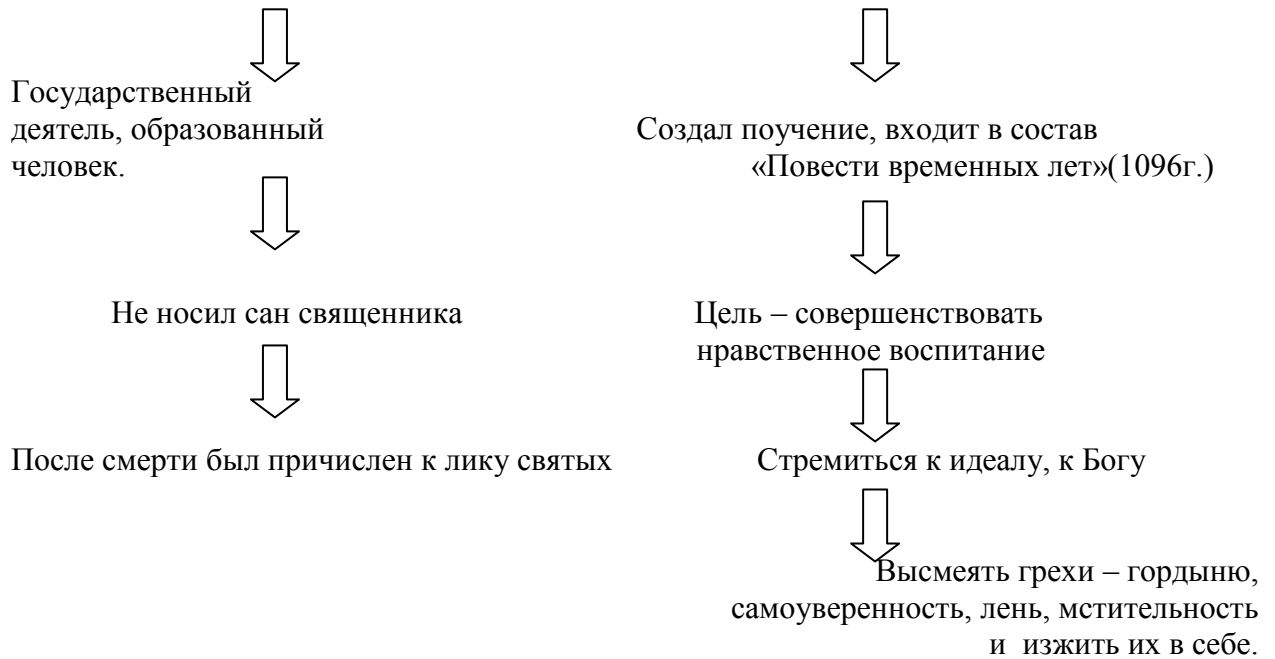 Государственный
деятель, образованный
человек.
Не носил сан священника
После смерти был причислен к лику святых
Создал поучение, входит в состав
«Повести временных лет»(1096г.)
Цель – совершенствовать
нравственное воспитание
Стремиться к идеалу, к Богу
Высмеять грехи – гордыню,
самоуверенность, лень, мстительность
и изжить их в себе.